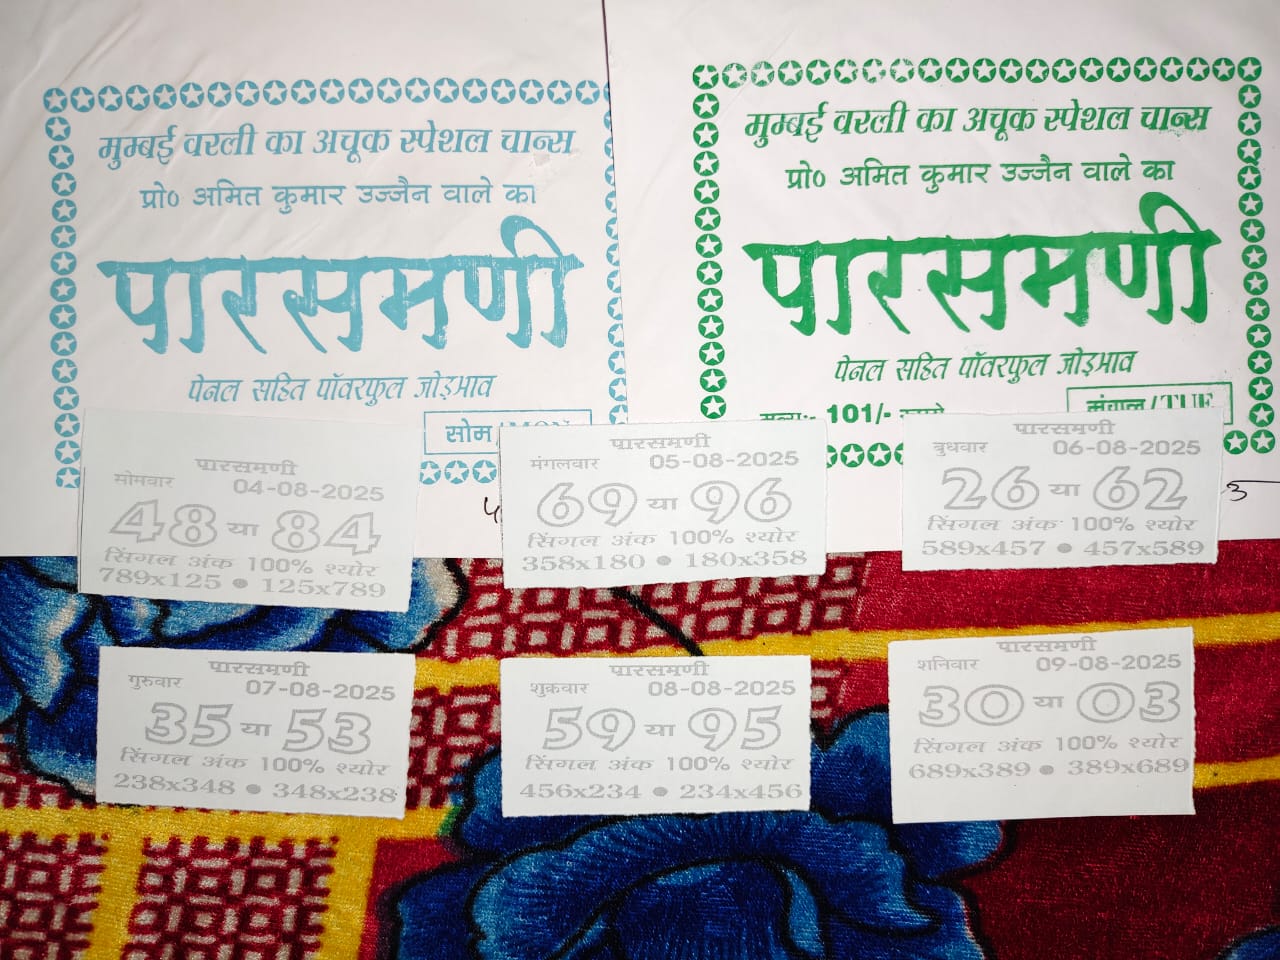 मुम्बई वरली का अचूक स्पेशल चान्स
प्रो० अमित कुमार उज्जैन वाले का
पारसमणी
पेनल सहित पॉवरफुल जोड़भाव
सोम / MON
मुम्बई वरली का अचूक स्पेशल चान्स
प्रो० अमित कुमार उज्जैन वाले का
पारसमणी
पेनल सहित पॉवरफुल जोड़भाव
मूल्य:- 101/- रूपये
मंगल / TUE
पारसमणी
सोमवार 04-08-2025
48 या 84
सिंगल अंक 100% श्योर
789x125 ● 125x789
पारसमणी
मंगलवार 05-08-2025
69 या 96
सिंगल अंक 100% श्योर
358x180 ● 180x358
पारसमणी
बुधवार 06-08-2025
26 या 62
सिंगल अंक 100% श्योर
589x457 ● 457x589
पारसमणी
गुरुवार 07-08-2025
35 या 53
सिंगल अंक 100% श्योर
238x348 ● 348x238
पारसमणी
शुक्रवार 08-08-2025
59 या 95
सिंगल अंक 100% श्योर
456x234 ● 234x456
पारसमणी
शनिवार 09-08-2025
30 या 03
सिंगल अंक 100% श्योर
689x389 ● 389x689